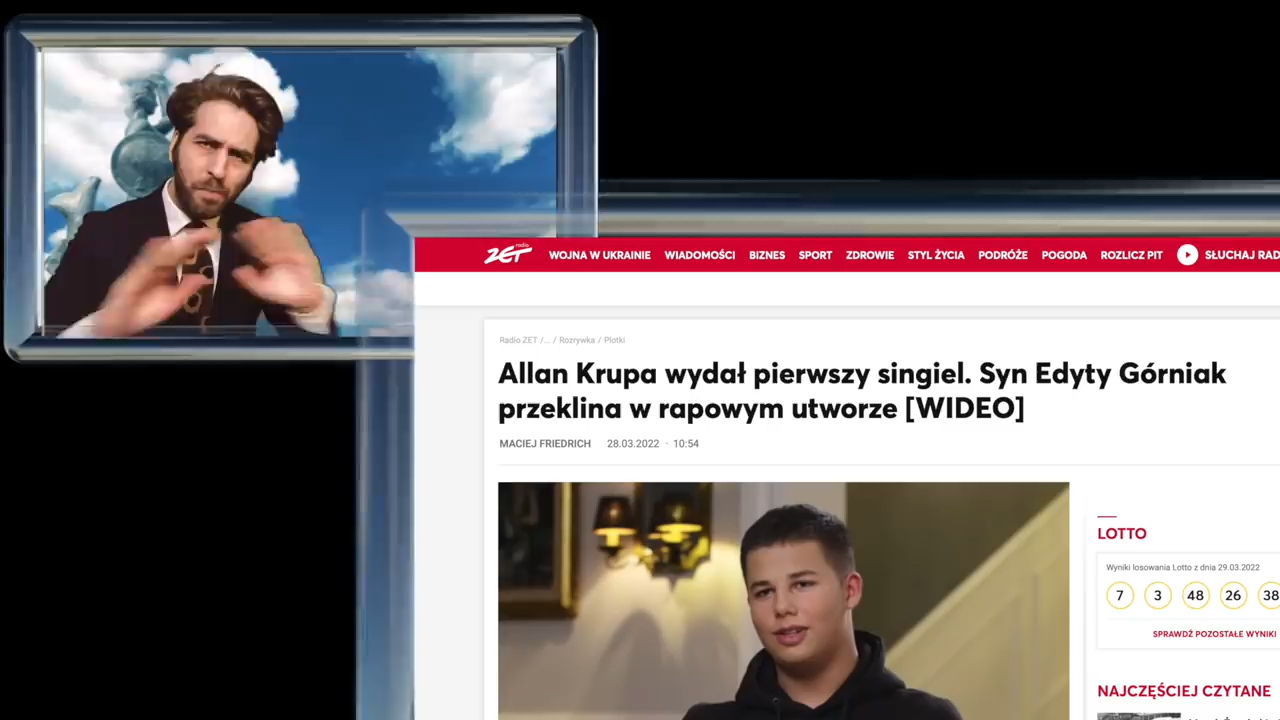 radio
ZET
WOJNA W UKRAINIE WIADOMOŚCI BIZNES SPORT ZDROWIE STYL ŻYCIA PODRÓŻE POGODA ROZLICZ PIT SŁUCHAJ RAD
Radio ZET /... / Rozrywka / Plotki
Allan Krupa wydał pierwszy singiel. Syn Edyty Górniak
przeklina w rapowym utworze [WIDEO]
MACIEJ FRIEDRICH 28.03.2022 · 10:54
LOTTO
Wyniki losowania Lotto z dnia 29.03.2022
7 3 48 26 38
SPRAWDŹ POZOSTAŁE WYNIKI
NAJCZĘŚCIEJ CZYTANE